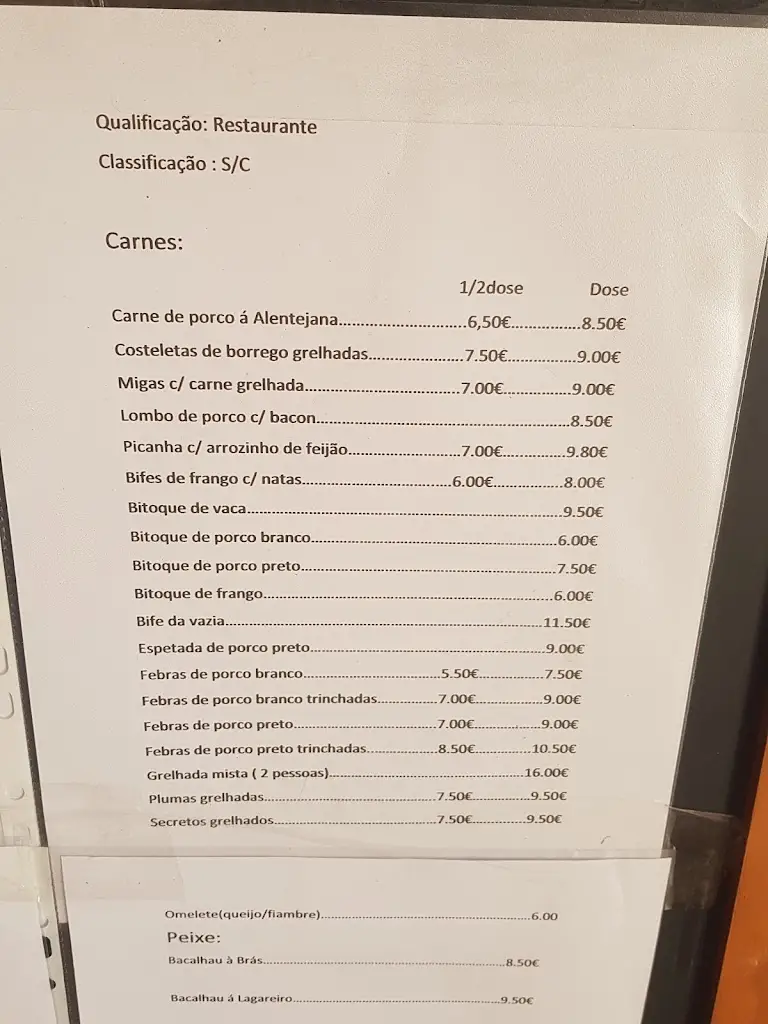 Qualificação: Restaurante
Classificação : S/C
Carnes:
1/2dose Dose
Carne de porco á Alentejana..............................6,50€................8.50€
Costeletas de borrego grelhadas......................7.50€................9.00€
Migas c/ carne grelhada....................................7.00€................9.00€
Lombo de porco c/ bacon............................................................8.50€
Picanha c/ arrozinho de feijão..........................7.00€................9.80€
Bifes de frango c/ natas...................................6.00€.................8.00€
Bitoque de vaca...........................................................................9.50€
Bitoque de porco branco..........................................................6.00€
Bitoque de porco preto............................................................7.50€
Bitoque de frango.....................................................................6.00€
Bife da vazia............................................................................11.50€
Espetada de porco preto.........................................................9.00€
Febras de porco branco..............................5.50€................7.50€
Febras de porco branco trinchadas...............7.00€................9.00€
Febras de porco preto...................................7.00€................9.00€
Febras de porco preto trinchadas.................8.50€..............10.50€
Grelhada mista ( 2 pessoas)..................................................16.00€
Plumas grelhadas...........................................7.50€...............9.50€
Secretos grelhados.........................................7.50€..............9.50€
Omelete(queijo/fiambre)......................................................6.00
Peixe:
Bacalhau à Brás.................................................................8.50€
Bacalhau á Lagareiro........................................................9.50€